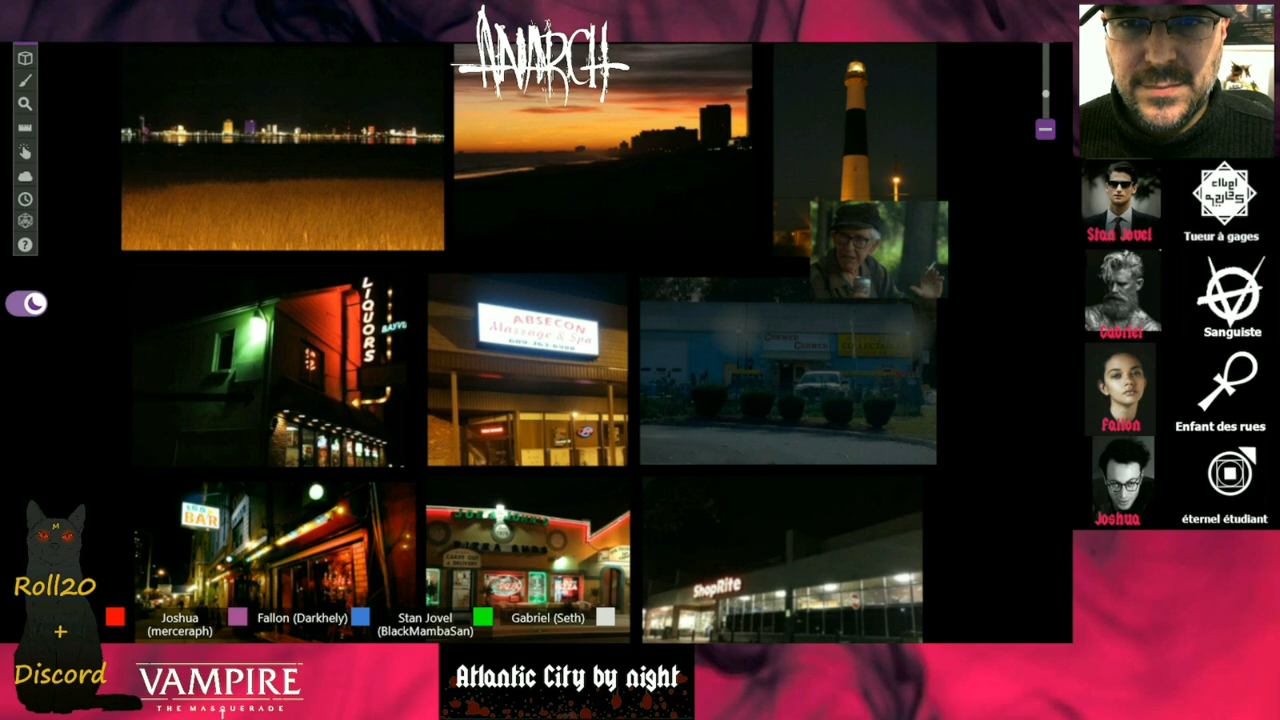 ANARCH
LIQUORS
ABSECON
Massage & Spa
CORNER
BAR
ShopRite
Stan Jovel
Tueur à gages
Gabriel
Sanguiste
Fallon
Enfant des rues
Joshua
éternel étudiant
M
Roll20
+
Discord
Joshua
(merceraph)
Fallon (Darkhely)
Stan Jovel
(BlackMambaSan)
Gabriel (Seth)
VAMPIRE
THE MASQUERADE
Atlantic City by night